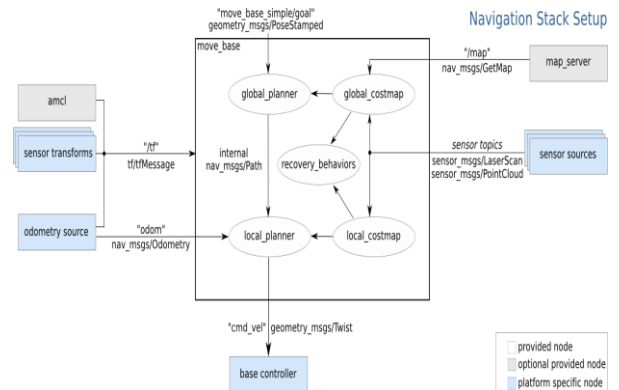 "move_base_simple/goal"
geometry_msgs/PoseStamped
Navigation Stack Setup
move_base
"/map"
nav_msgs/GetMap
map_server
amcl
global_planner
global_costmap
sensor transforms
"/tf"
tf/tfMessage
internal
nav_msgs/Path
recovery_behaviors
sensor topics
sensor_msgs/LaserScan
sensor_msgs/PointCloud
sensor sources
odometry source
"odom"
nav_msgs/Odometry
local_planner
local_costmap
"cmd_vel" geometry_msgs/Twist
base controller
provided node
optional provided node
platform specific node